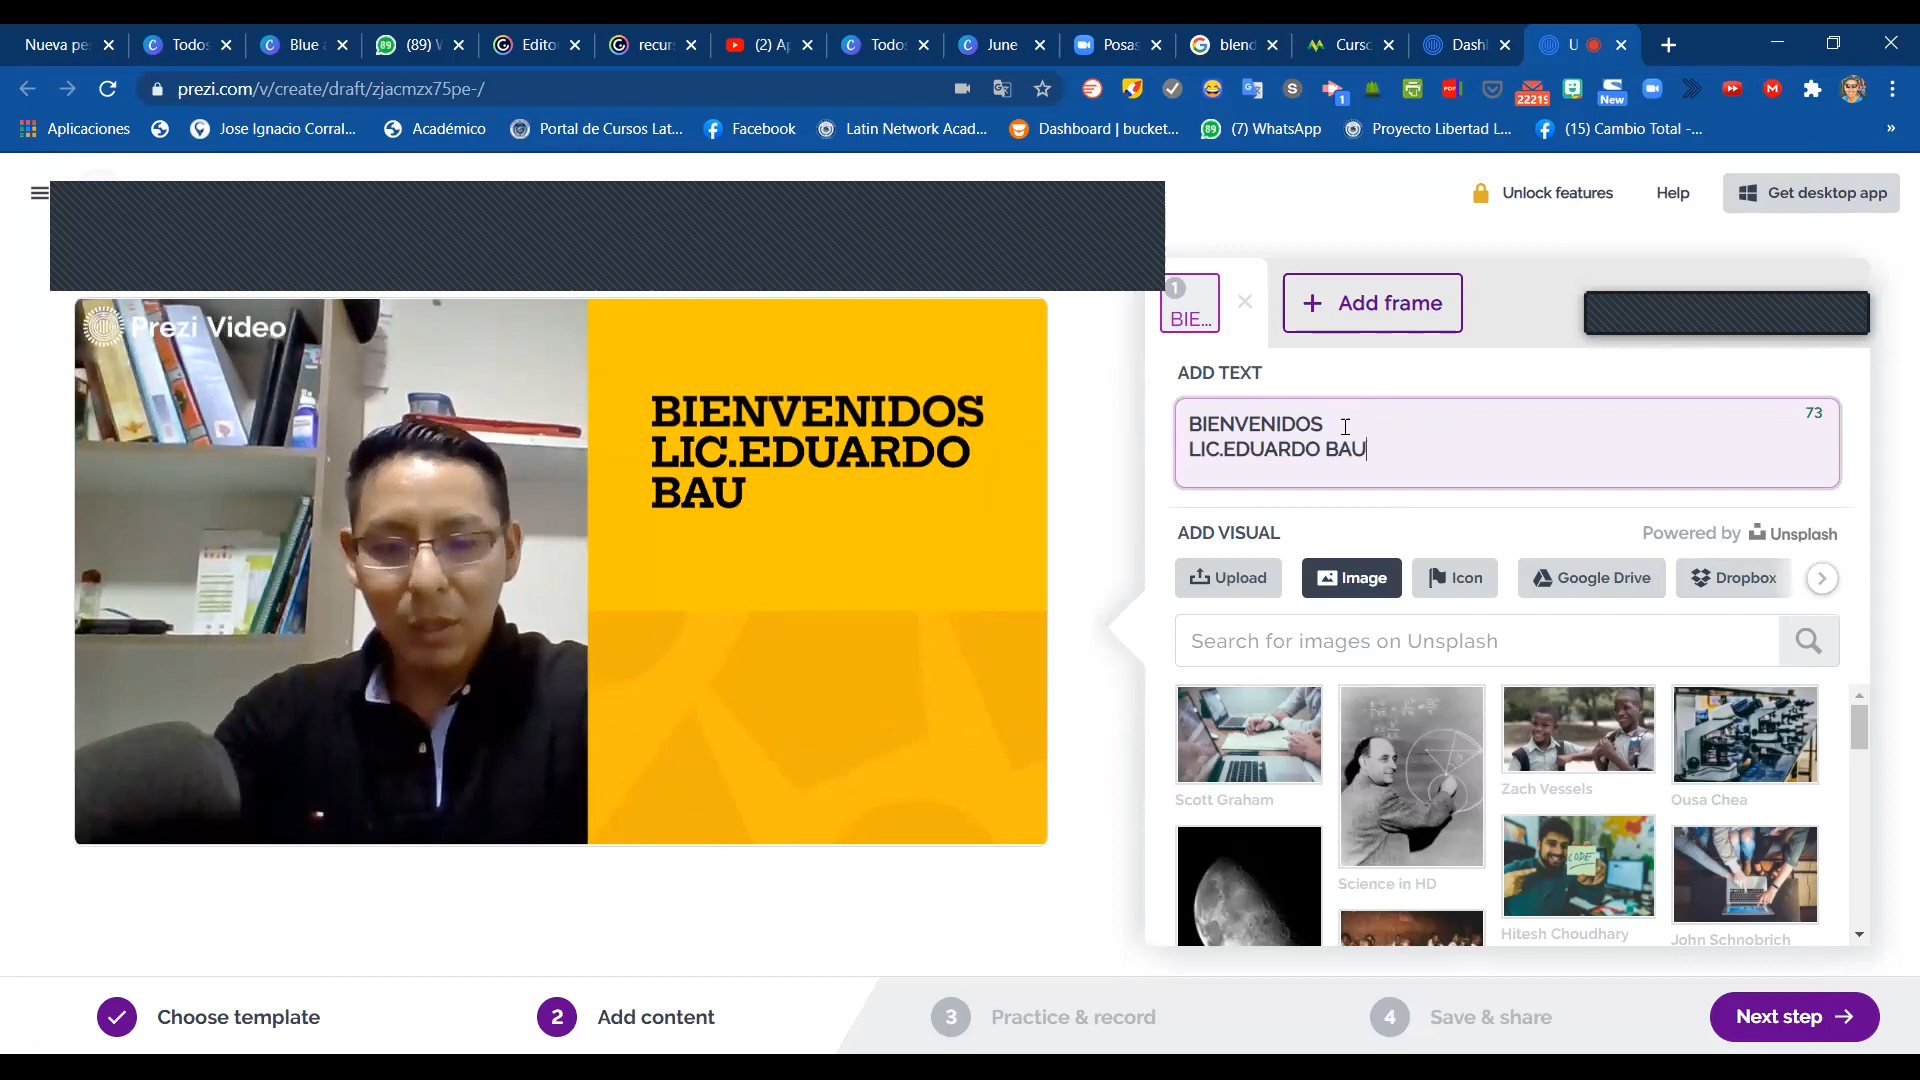 Nueva pe
Todos
Blue a
(89) W
Edito
recur
(2) A
Todo
June
Posas
blend
Curso
Dash
U
prezi.com/v/create/draft/zjacmzx75pe-/
1
22219
New
Aplicaciones
Jose Ignacio Corral...
Académico
Portal de Cursos Lat...
Facebook
Latin Network Acad...
Dashboard | bucket...
(7) WhatsApp
Proyecto Libertad L...
(15) Cambio Total -...
»
Unlock features
Help
Get desktop app
1
BIE...
+ Add frame
Prezi Video
BIENVENIDOS
LIC.EDUARDO
BAU
ADD TEXT
73
BIENVENIDOS
LIC.EDUARDO BAU
ADD VISUAL
Powered by Unsplash
Upload
Image
Icon
Google Drive
Dropbox
Search for images on Unsplash
Scott Graham
Science in HD
Zach Vessels
CODE
Hitesh Choudhary
Ousa Chea
John Schnobrich
Choose template
2 Add content
3 Practice & record
4 Save & share
Next step